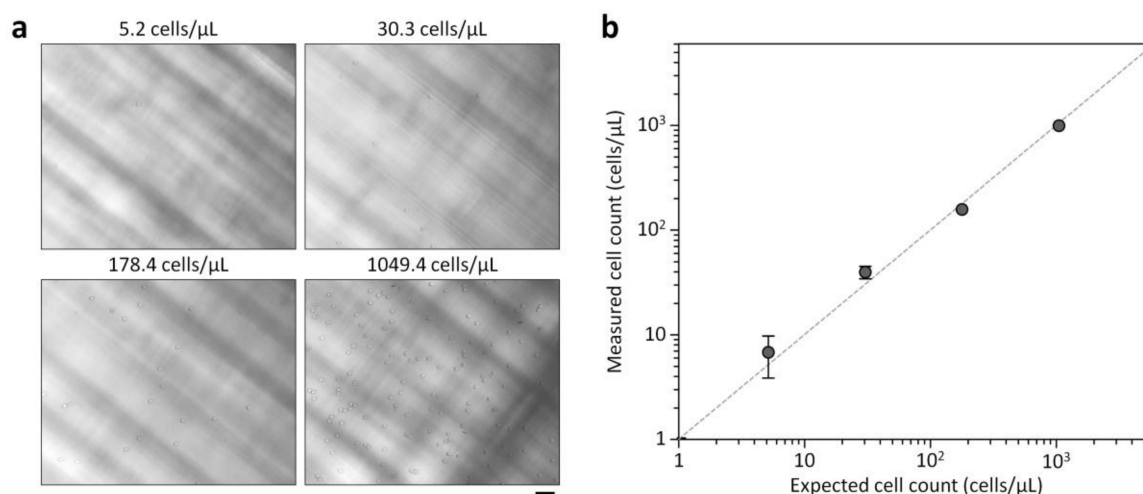 a
5.2 cells/µL
30.3 cells/µL
178.4 cells/µL
1049.4 cells/µL
b
Measured cell count (cells/µL)
10³
10²
10
1
1
10
10²
10³
Expected cell count (cells/µL)